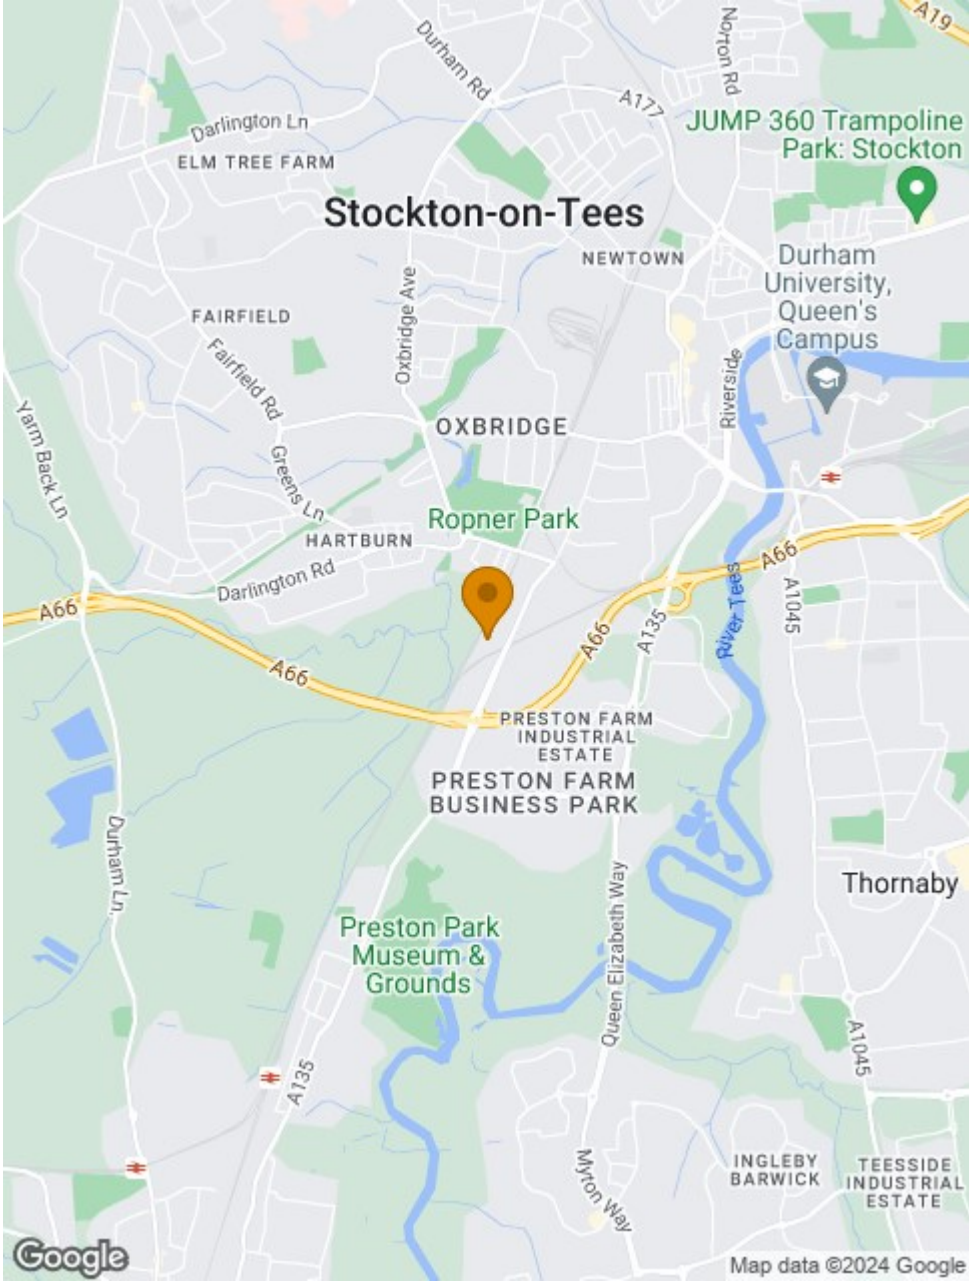 A19
Durham Rd
Norton Rd
A177
Darlington Ln
JUMP 360 Trampoline
Park: Stockton
ELM TREE FARM
Stockton-on-Tees
NEWTOWN
Durham
University,
Queen's
Campus
Oxbridge Ave
FAIRFIELD
Fairfield Rd
Riverside
Yarm Back Ln
OXBRIDGE
Greens Ln
Ropner Park
HARTBURN
Darlington Rd
A66
A66
River Tees
A1045
A66
A135
A66
PRESTON FARM
INDUSTRIAL
ESTATE
PRESTON FARM
BUSINESS PARK
Durham Ln
Thornaby
Queen Elizabeth Way
Preston Park
Museum &
Grounds
A1045
A135
Myton Way
INGLEBY
BARWICK
TEESSIDE
INDUSTRIAL
ESTATE
Google
Map data ©2024 Google